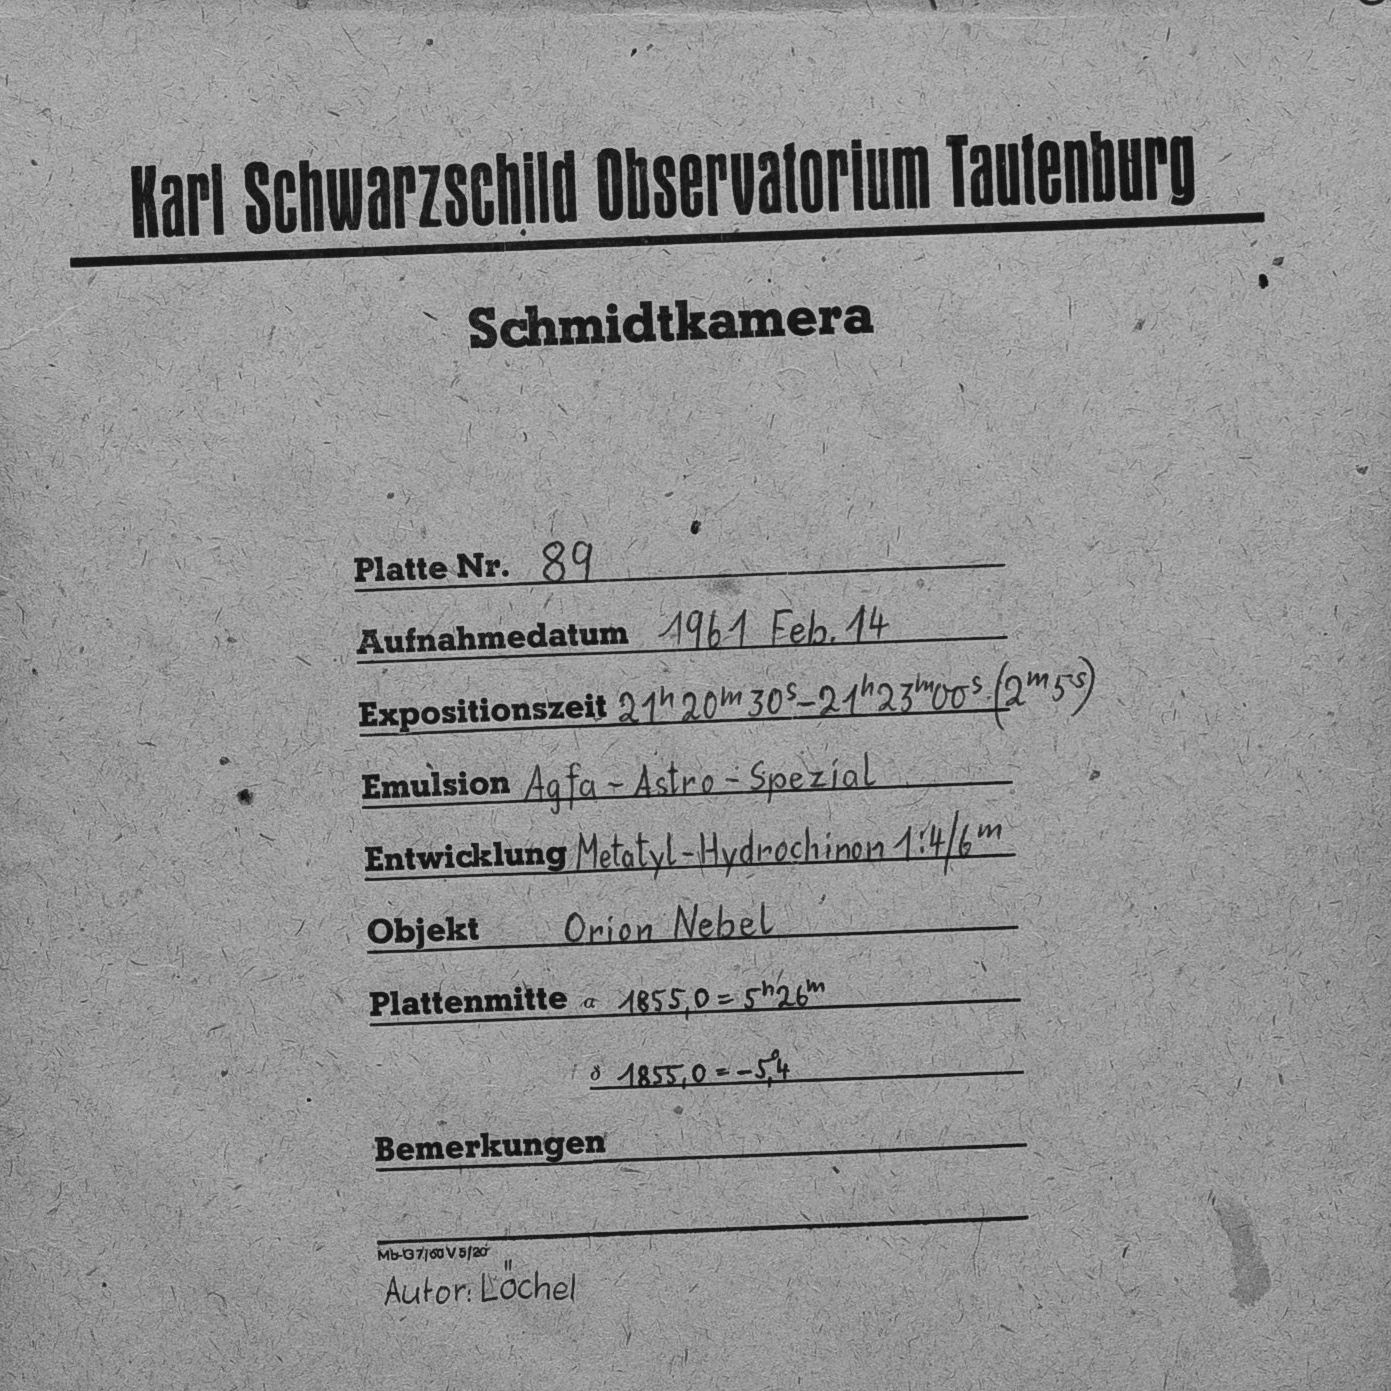 Karl Schwarzschild Observatorium Tautenburg
Schmidtkamera
Platte Nr. 89
Aufnahmedatum 1961 Feb. 14
Expositionszeit 21ʰ20ᵐ30ˢ–21ʰ23ᵐ00ˢ (2ᵐ5ˢ)
Emulsion Agfa-Astro-Spezial
Entwicklung Metatyl-Hydrochinon 1:4/6ᵐ
Objekt Orion Nebel
Plattenmitte α 1855,0 = 5ʰ26ᵐ
δ 1855,0 = -5°,4
Bemerkungen
Mb-G 7/60 V 5/20
Autor: Löchel